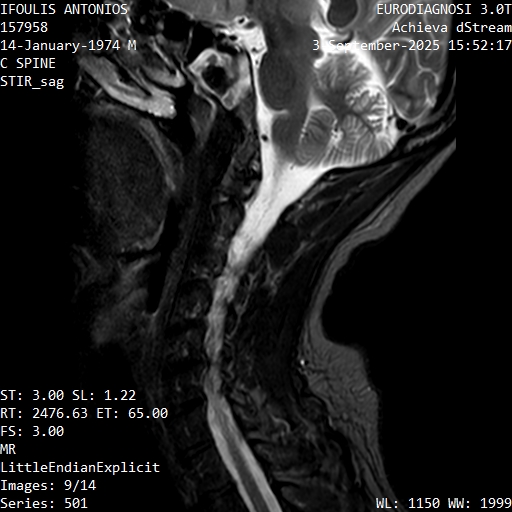 IFOULIS ANTONIOS
157958
14-January-1974 M
C SPINE
STIR_sag
EURODIAGNOSI 3.0T
Achieva dStream
3-September-2025 15:52:17
ST: 3.00 SL: 1.22
RT: 2476.63 ET: 65.00
FS: 3.00
MR
LittleEndianExplicit
Images: 9/14
Series: 501
WL: 1150 WW: 1999